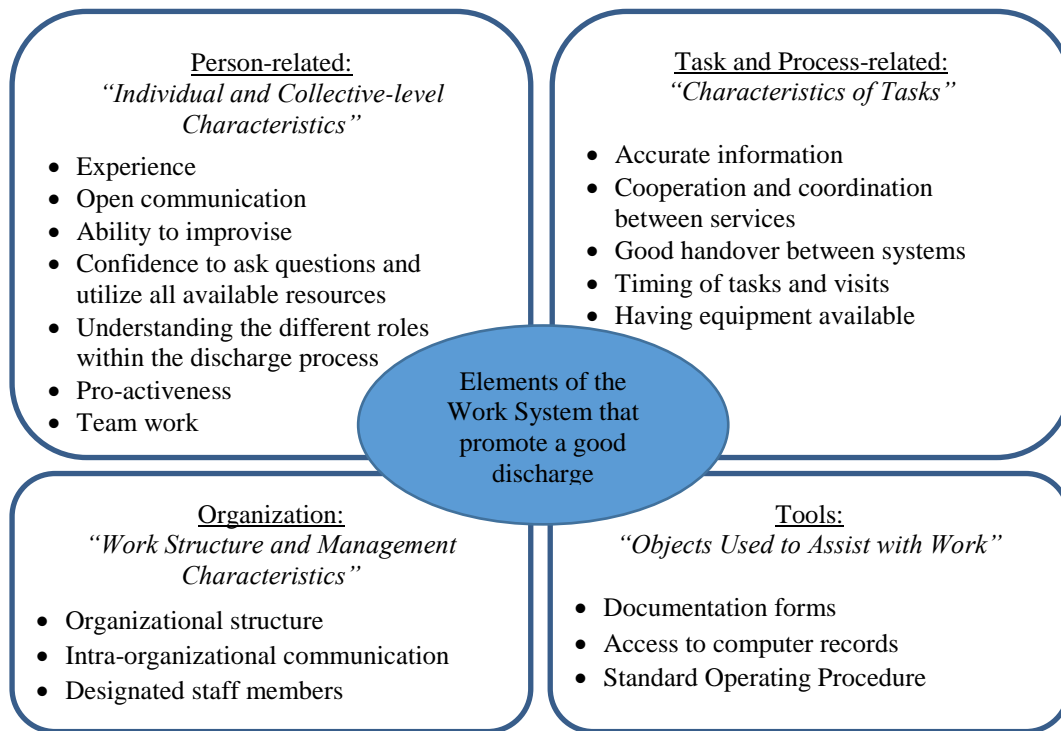 Person-related:
“Individual and Collective-level
Characteristics”
• Experience
• Open communication
• Ability to improvise
• Confidence to ask questions and
utilize all available resources
• Understanding the different roles
within the discharge process
• Pro-activeness
• Team work
Task and Process-related:
“Characteristics of Tasks”
• Accurate information
• Cooperation and coordination
between services
• Good handover between systems
• Timing of tasks and visits
• Having equipment available
Elements of the
Work System that
promote a good
discharge
Organization:
“Work Structure and Management
Characteristics”
• Organizational structure
• Intra-organizational communication
• Designated staff members
Tools:
“Objects Used to Assist with Work”
• Documentation forms
• Access to computer records
• Standard Operating Procedure